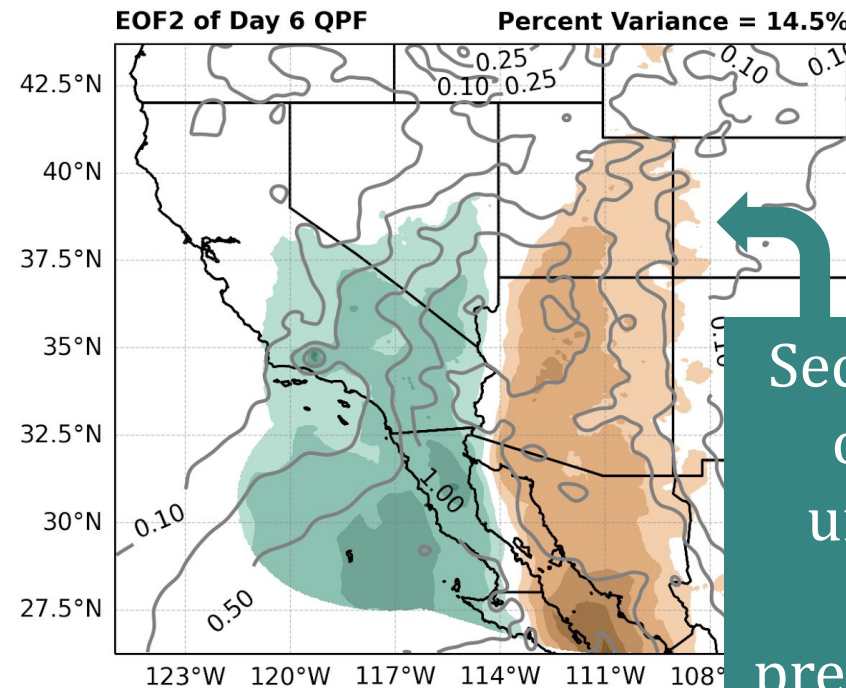 EOF2 of Day 6 QPF Percent Variance = 14.5%
0.25
0.10
0.10
0.10 0.25
42.5°N
40°N
37.5°N
35°N
32.5°N
1.00
30°N
0.10
27.5°N
0.50
123°W 120°W 117°W 114°W 111°W 108°